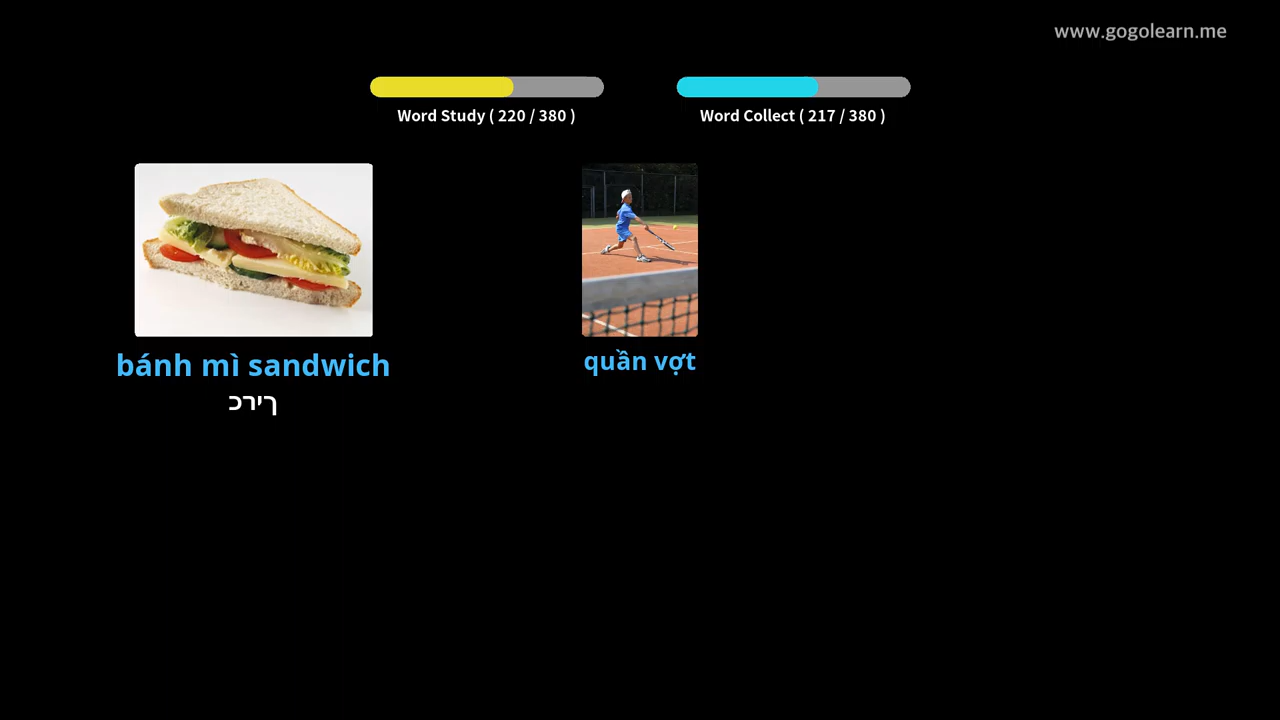 www.gogolearn.me
Word Study ( 220 / 380 )
Word Collect ( 217 / 380 )
bánh mì sandwich
כריך
quần vợt